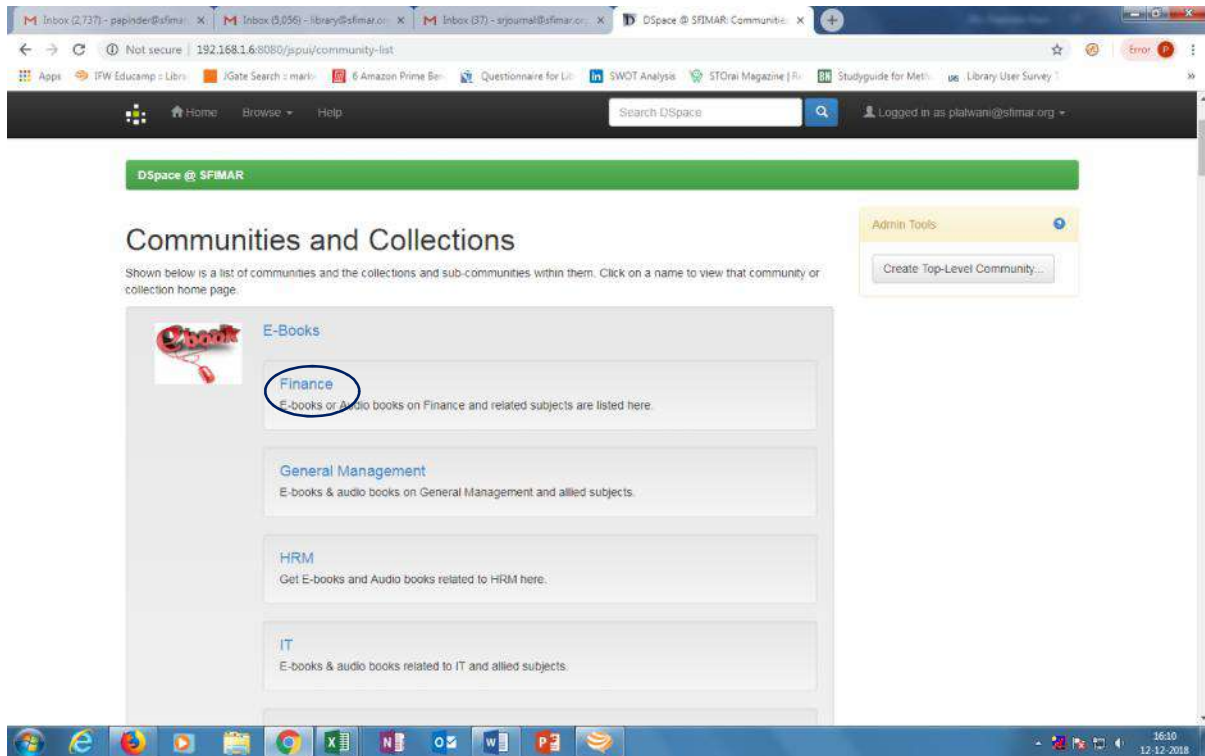 Inbox (2,737) - papinder@sfimar.
Inbox (5,056) - library@sfimar.or
Inbox (37) - srjournal@sfimar.or
DSpace @ SFIMAR: Communitie
Not secure | 192.168.1.6:8080/jspui/community-list
Error P
Apps
IFW Educamp :: Libra
JGate Search :: mark
6 Amazon Prime Ben
Questionnaire for Lib
SWOT Analysis
STOrai Magazine | R
Studyguide for Meth
Library User Survey
Home
Browse
Help
Search DSpace
Logged in as plalwani@sfimar.org
DSpace @ SFIMAR
Communities and Collections
Shown below is a list of communities and the collections and sub-communities within them. Click on a name to view that community or
collection home page.
Admin Tools
Create Top-Level Community...
ebook
E-Books
Finance
E-books or Audio books on Finance and related subjects are listed here.
General Management
E-books & audio books on General Management and allied subjects.
HRM
Get E-books and Audio books related to HRM here.
IT
E-books & audio books related to IT and allied subjects.
16:10
12-12-2018